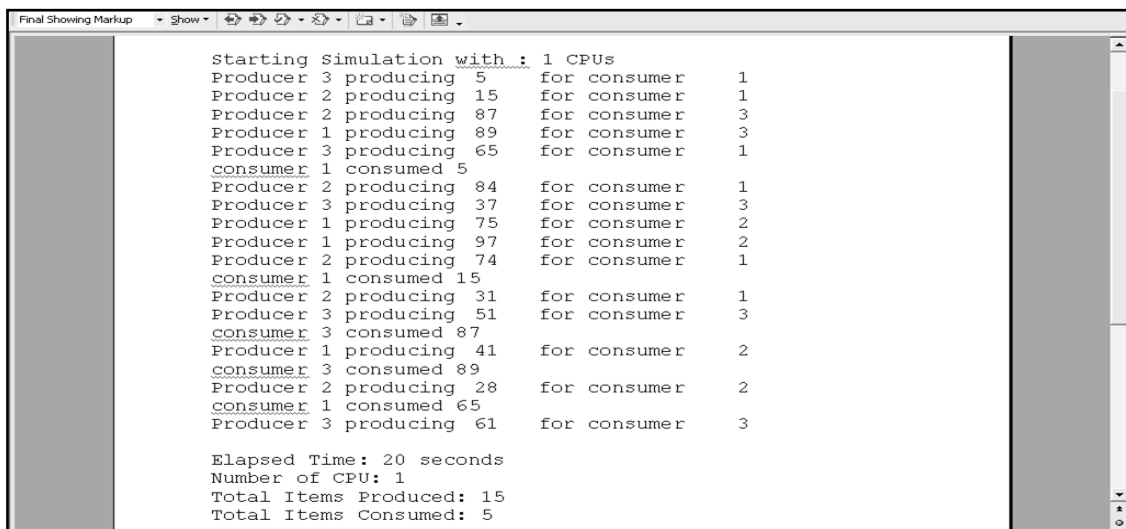 Final Showing Markup Show
Starting Simulation with : 1 CPUs
Producer 3 producing 5 for consumer 1
Producer 2 producing 15 for consumer 1
Producer 2 producing 87 for consumer 3
Producer 1 producing 89 for consumer 3
Producer 3 producing 65 for consumer 1
consumer 1 consumed 5
Producer 2 producing 84 for consumer 1
Producer 3 producing 37 for consumer 3
Producer 1 producing 75 for consumer 2
Producer 1 producing 97 for consumer 2
Producer 2 producing 74 for consumer 1
consumer 1 consumed 15
Producer 2 producing 31 for consumer 1
Producer 3 producing 51 for consumer 3
consumer 3 consumed 87
Producer 1 producing 41 for consumer 2
consumer 3 consumed 89
Producer 2 producing 28 for consumer 2
consumer 1 consumed 65
Producer 3 producing 61 for consumer 3
Elapsed Time: 20 seconds
Number of CPU: 1
Total Items Produced: 15
Total Items Consumed: 5